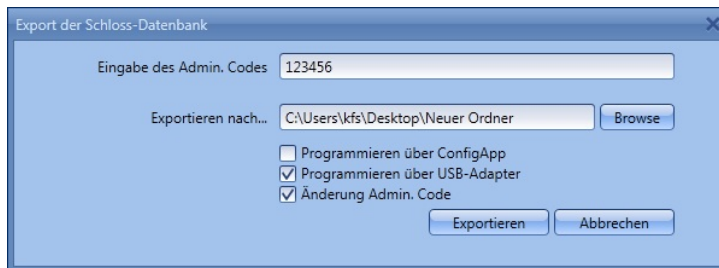 Export der Schloss-Datenbank
Eingabe des Admin. Codes 123456
Exportieren nach... C:\Users\kfs\Desktop\Neuer Ordner Browse
Programmieren über ConfigApp
Programmieren über USB-Adapter
Änderung Admin. Code
Exportieren Abbrechen